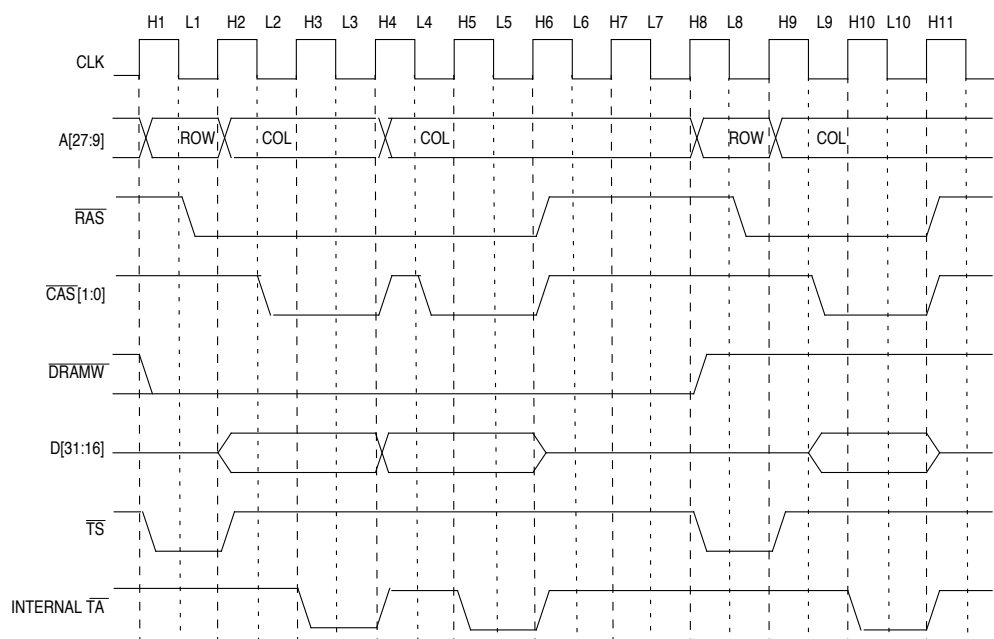 H1 L1 H2 L2 H3 L3 H4 L4 H5 L5 H6 L6 H7 L7 H8 L8 H9 L9 H10 L10 H11
CLK
A[27:9] ROW COL COL ROW COL
RAS
CAS[1:0]
DRAMW
D[31:16]
TS
INTERNAL TA